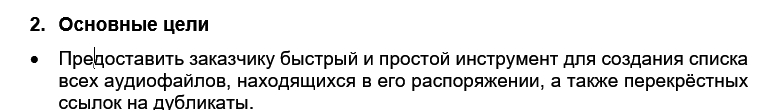 2. Основные цели
• Предоставить заказчику быстрый и простой инструмент для создания списка
всех аудиофайлов, находящихся в его распоряжении, а также перекрёстных
ссылок на дубликаты.